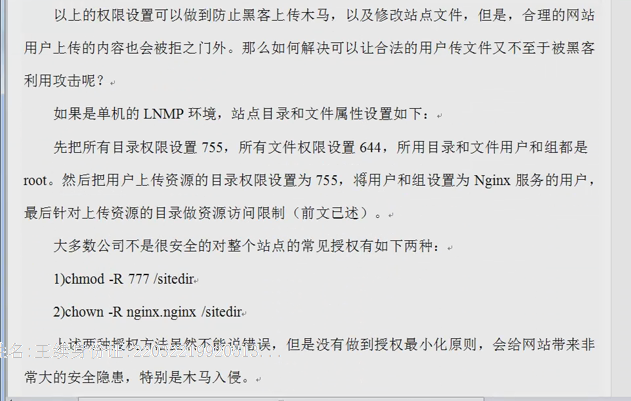 以上的权限设置可以做到防止黑客上传木马，以及修改站点文件，但是，合理的网站
用户上传的内容也会被拒之门外。那么如何解决可以让合法的用户传文件又不至于被黑客
利用攻击呢？
如果是单机的 LNMP 环境，站点目录和文件属性设置如下：
先把所有目录权限设置 755，所有文件权限设置 644，所用目录和文件用户和组都是
root。然后把用户上传资源的目录权限设置为 755，将用户和组设置为 Nginx 服务的用户，
最后针对上传资源的目录做资源访问限制（前文已述）。
大多数公司不是很安全的对整个站点的常见授权有如下两种：
1)chmod -R 777 /sitedir
2)chown -R nginx.nginx /sitedir
上述两种授权方法虽然不能说错误，但是没有做到授权最小化原则，会给网站带来非
常大的安全隐患，特别是木马入侵。